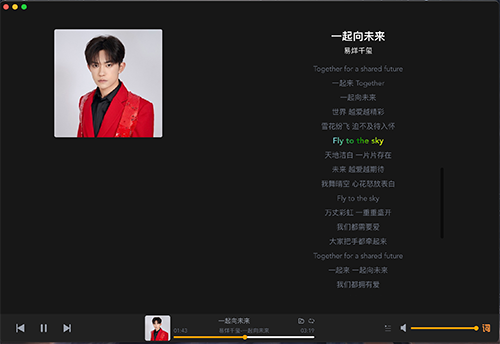 一起向未来
易烊千玺
Together for a shared future
一起来 Together
一起向未来
世界 越爱越精彩
雪花纷飞 迫不及待入怀
Fly to the sky
天地洁白 一片片存在
未来 越爱越期待
我舞晴空 心花怒放表白
Fly to the sky
万丈彩虹 一重重盛开
我们都需要爱
大家把手都牵起来
Together for a shared future
一起来 一起向未来
我们都拥有爱
一起向未来
01:43
易烊千玺-一起向未来
03:19
词